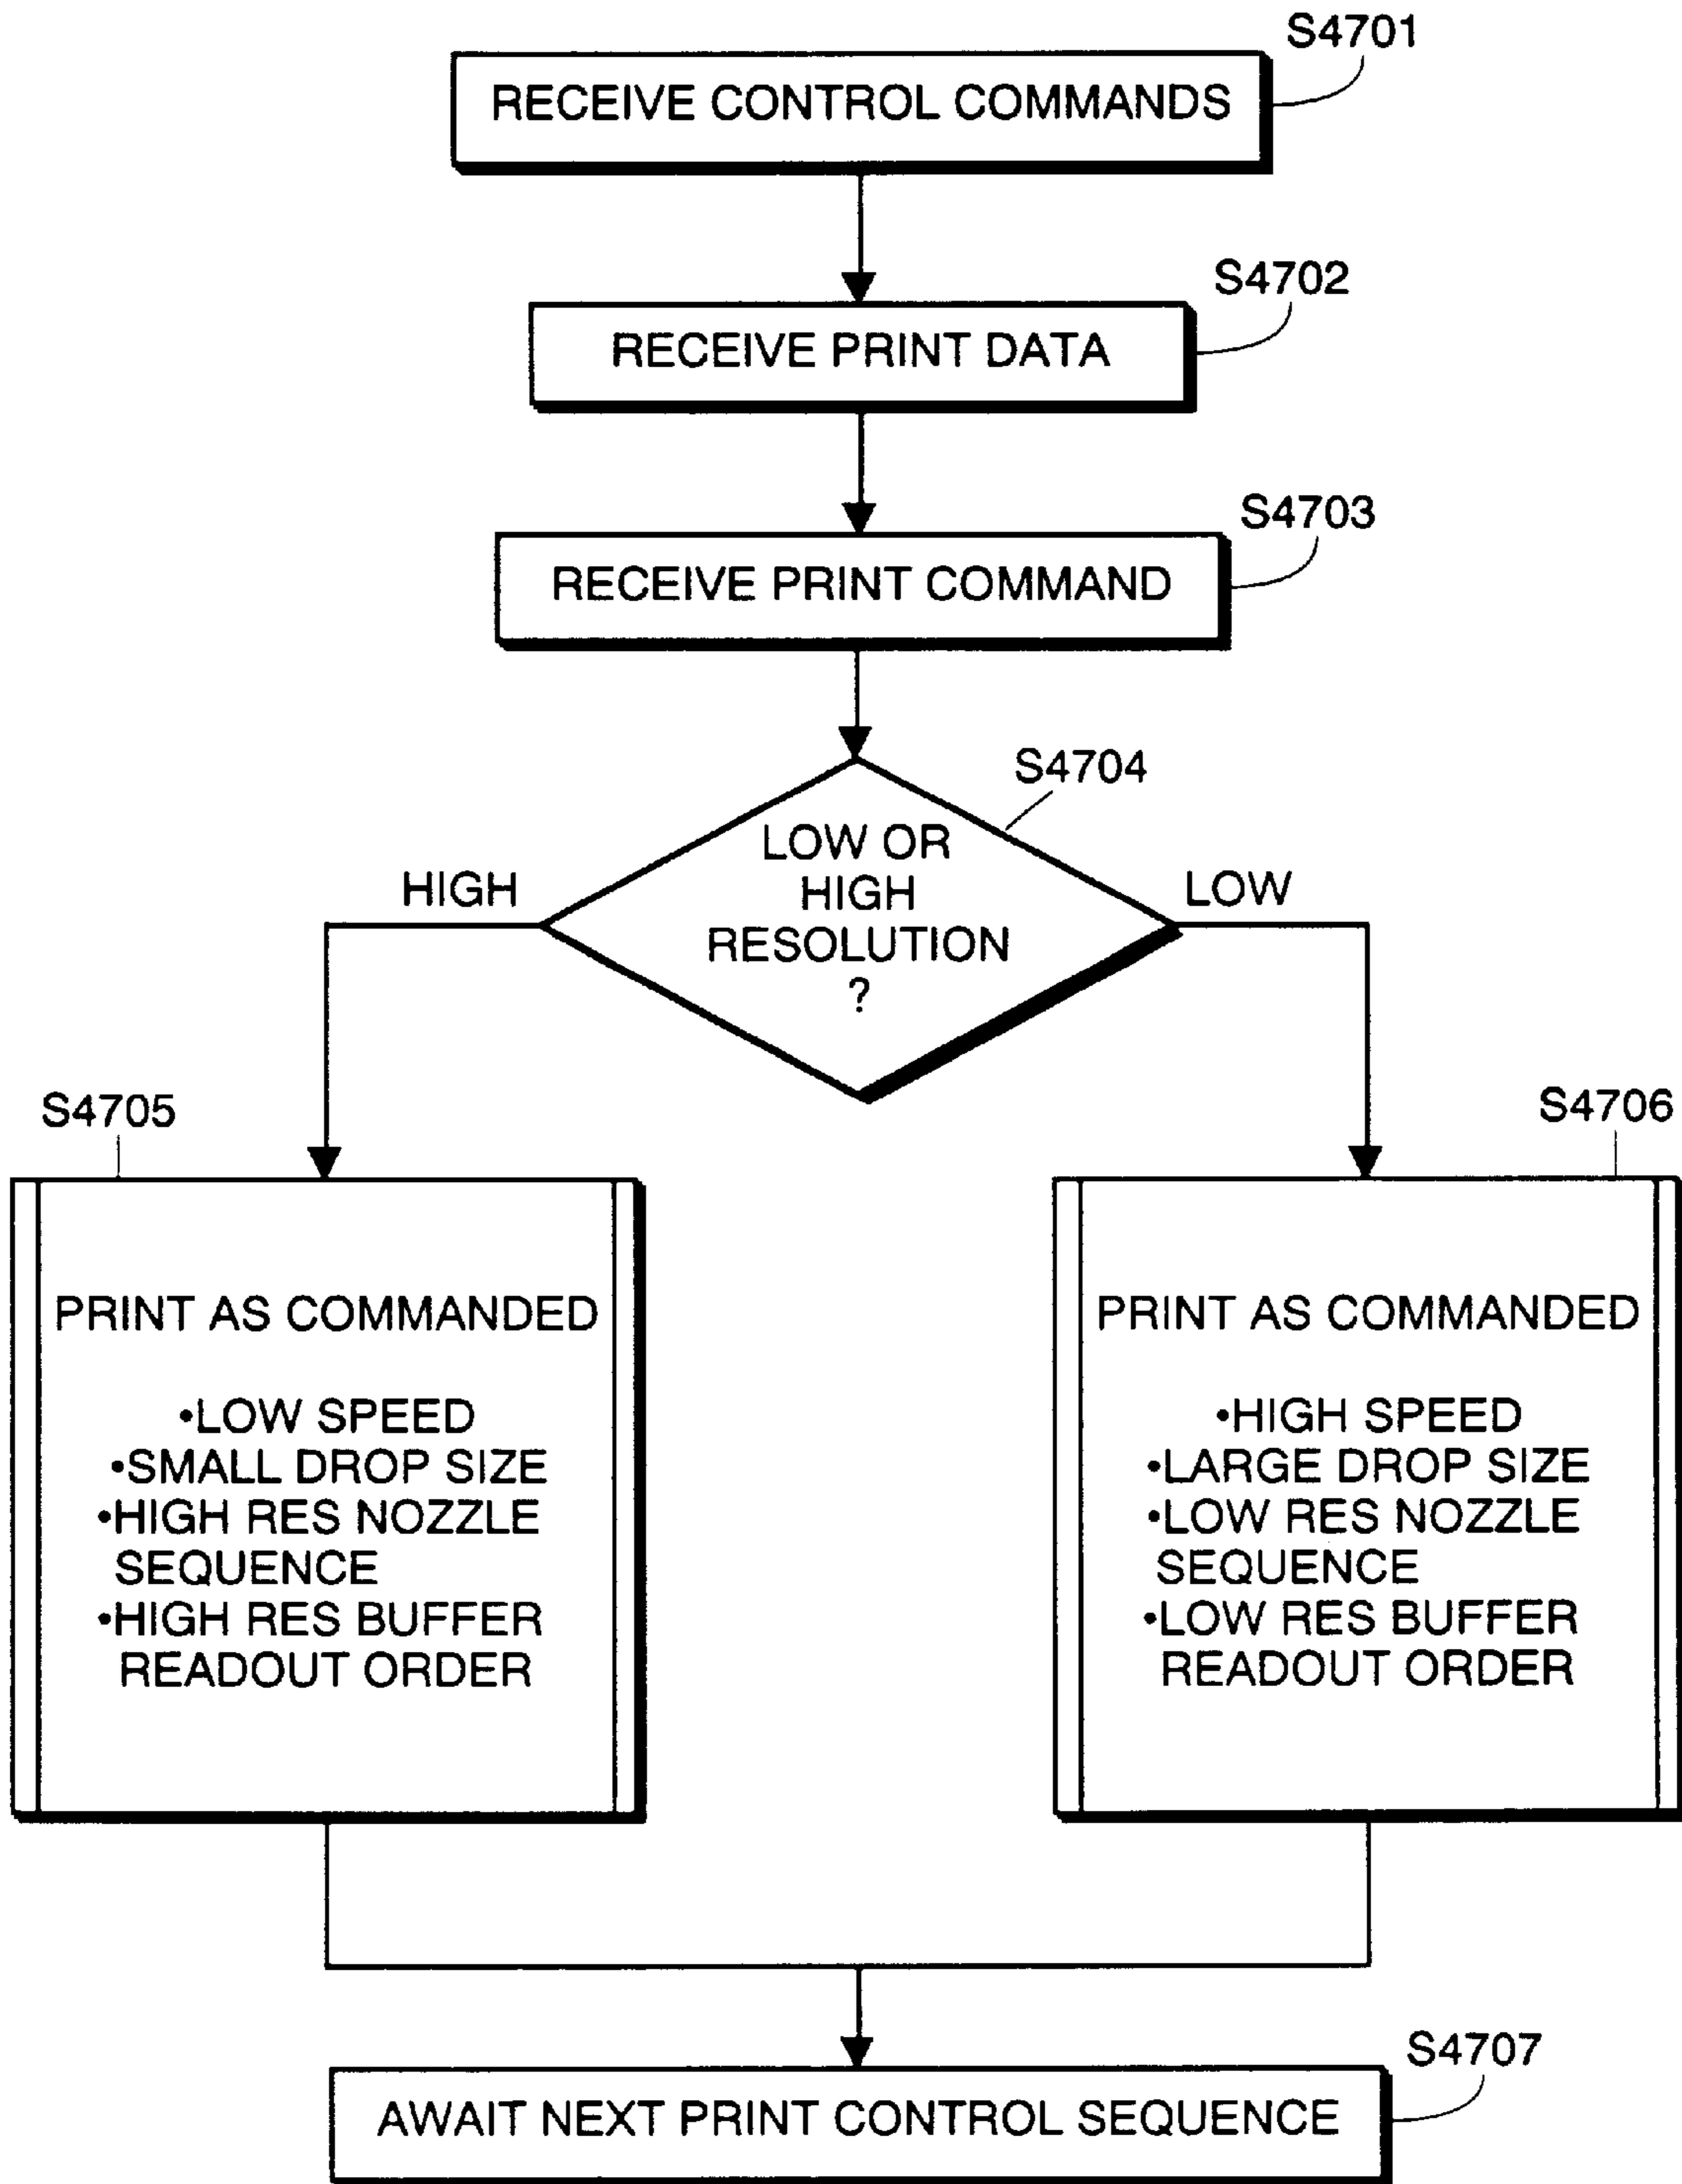 S4701
RECEIVE CONTROL COMMANDS
S4702
RECEIVE PRINT DATA
S4703
RECEIVE PRINT COMMAND
S4704
LOW OR
HIGH
RESOLUTION
?
HIGH
LOW
S4705
PRINT AS COMMANDED
•LOW SPEED
•SMALL DROP SIZE
•HIGH RES NOZZLE
SEQUENCE
•HIGH RES BUFFER
READOUT ORDER
S4706
PRINT AS COMMANDED
•HIGH SPEED
•LARGE DROP SIZE
•LOW RES NOZZLE
SEQUENCE
•LOW RES BUFFER
READOUT ORDER
S4707
AWAIT NEXT PRINT CONTROL SEQUENCE